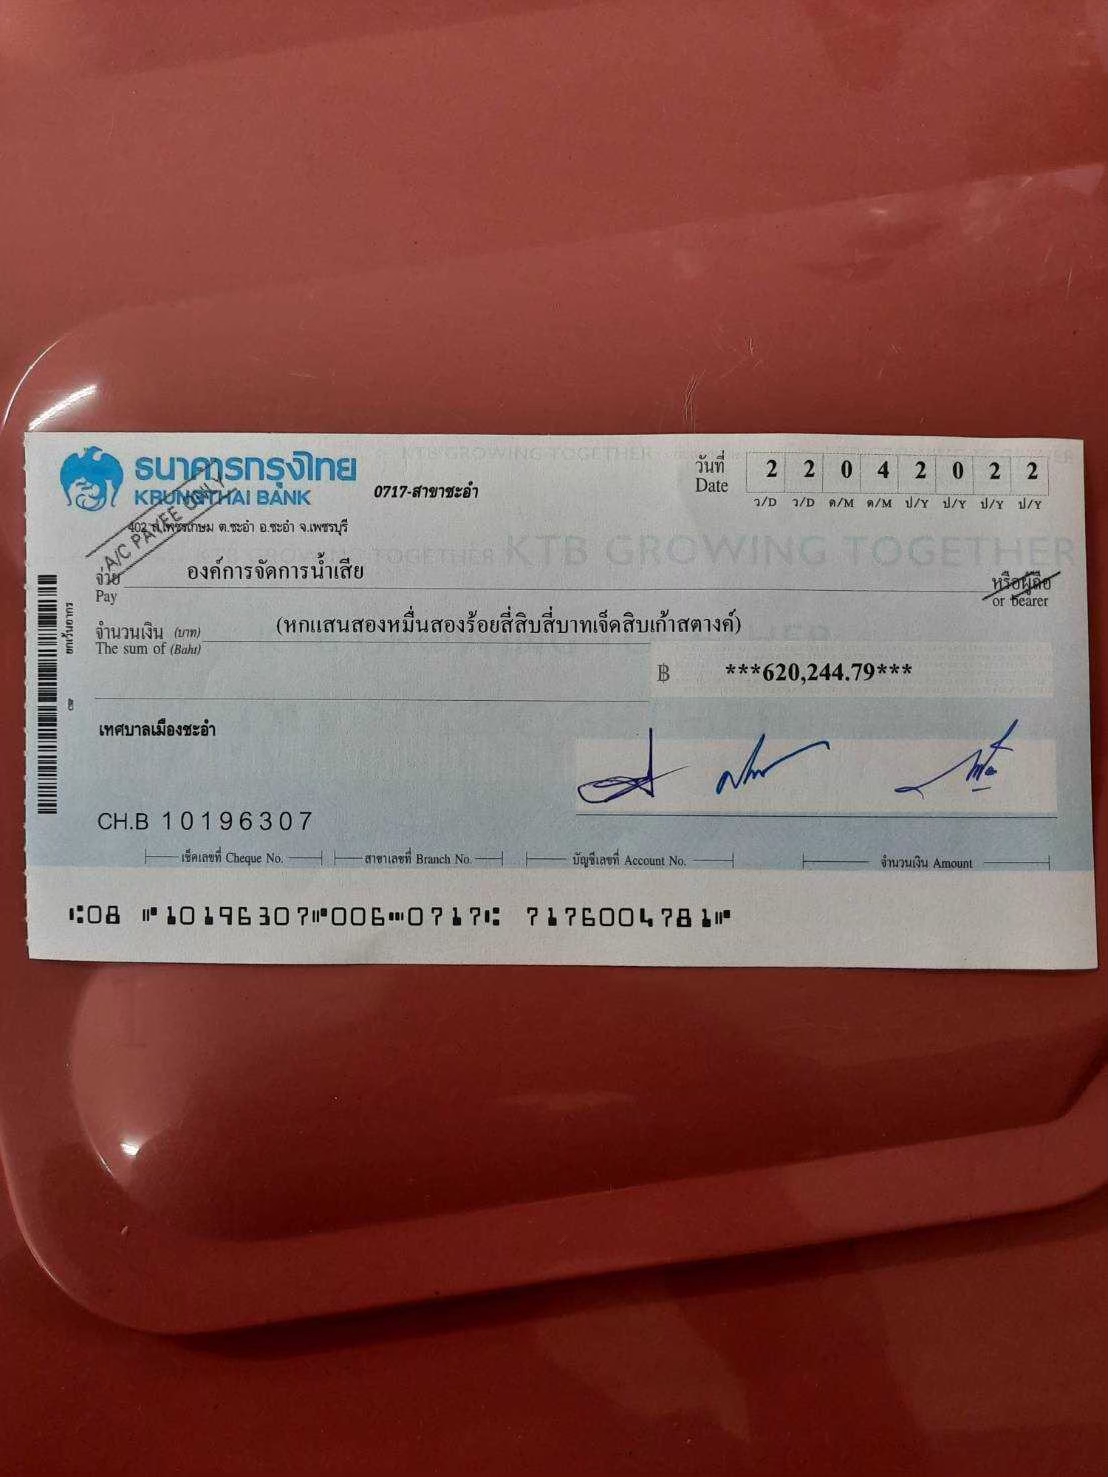 ธนาคารกรุงไทย
KRUNGTHAI BANK
0717-สาขาชะอำ
402 ถ.เพชรเกษม ต.ชะอำ อ.ชะอำ จ.เพชรบุรี
A/C PAYEE ONLY
วันที่ 2 2 0 4 2 0 2 2
Date ว/D ว/D ด/M ด/M ป/Y ป/Y ป/Y ป/Y
KTB GROWING TOGETHER
จ่าย องค์การจัดการน้ำเสีย หรือผู้ถือ
Pay or bearer
จำนวนเงิน (บาท) (หกแสนสองหมื่นสองร้อยสี่สิบสี่บาทเจ็ดสิบเก้าสตางค์)
The sum of (Baht)
฿ ***620,244.79***
เทศบาลเมืองชะอำ
CH.B 10196307
เช็คเลขที่ Cheque No. สาขาเลขที่ Branch No. บัญชีเลขที่ Account No. จำนวนเงิน Amount
⑆08 ⑈10196307⑈006⑉0717⑆ 7176004781⑈
ยกเว้นอากร